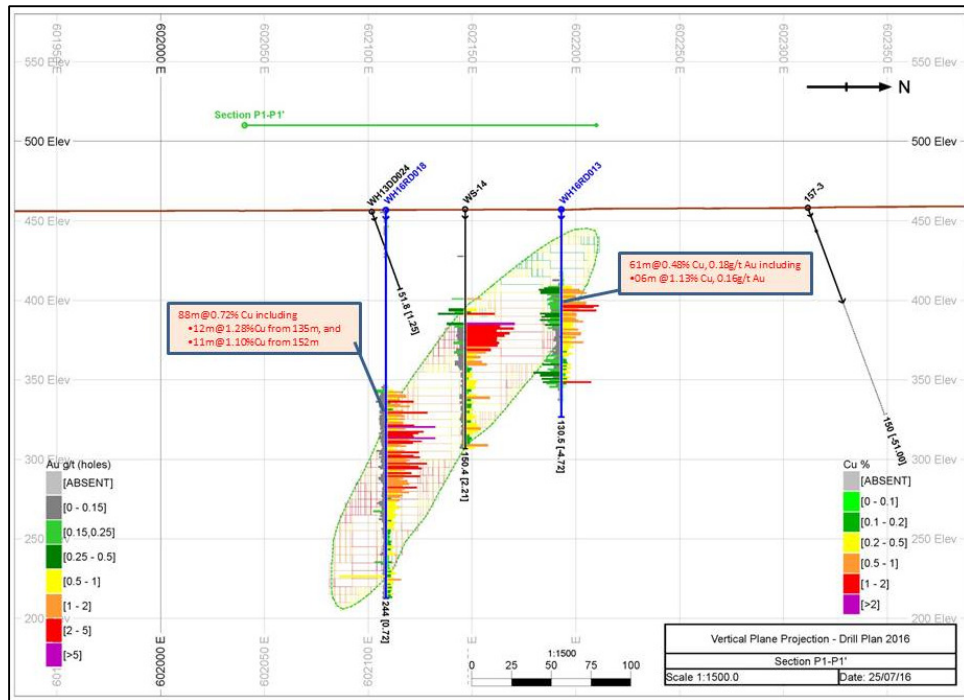 601950 E
602000 E
602050 E
602100 E
602150 E
602200 E
602250 E
602300 E
602350 E
550 Elev
550 Elev
N
Section P1-P1'
500 Elev
500 Elev
WH13DD024
WH16RD018
WS-14
WH16RD013
157-3
450 Elev
450 Elev
61m@0.48% Cu, 0.18g/t Au including
•06m @1.13% Cu, 0.16g/t Au
400 Elev
400 Elev
51.8 [1.25]
88m@0.72% Cu including
•12m@1.28%Cu from 135m, and
•11m@1.10%Cu from 152m
350 Elev
350 Elev
130.5 [-4.72]
150 [-51.00]
150.4 [2.21]
300 Elev
300 Elev
Au g/t (holes)
[ABSENT]
[0 - 0.15]
[0.15,0.25]
[0.25 - 0.5]
[0.5 - 1]
[1 - 2]
[2 - 5]
[>5]
Cu %
[ABSENT]
[0 - 0.1]
[0.1 - 0.2]
[0.2 - 0.5]
[0.5 - 1]
[1 - 2]
[>2]
250 Elev
250 Elev
200 Elev
200 Elev
244 [0.72]
602000 E
602050 E
602100 E
1:1500
0 25 50 75 100
Vertical Plane Projection - Drill Plan 2016
Section P1-P1'
Scale 1:1500.0
Date: 25/07/16